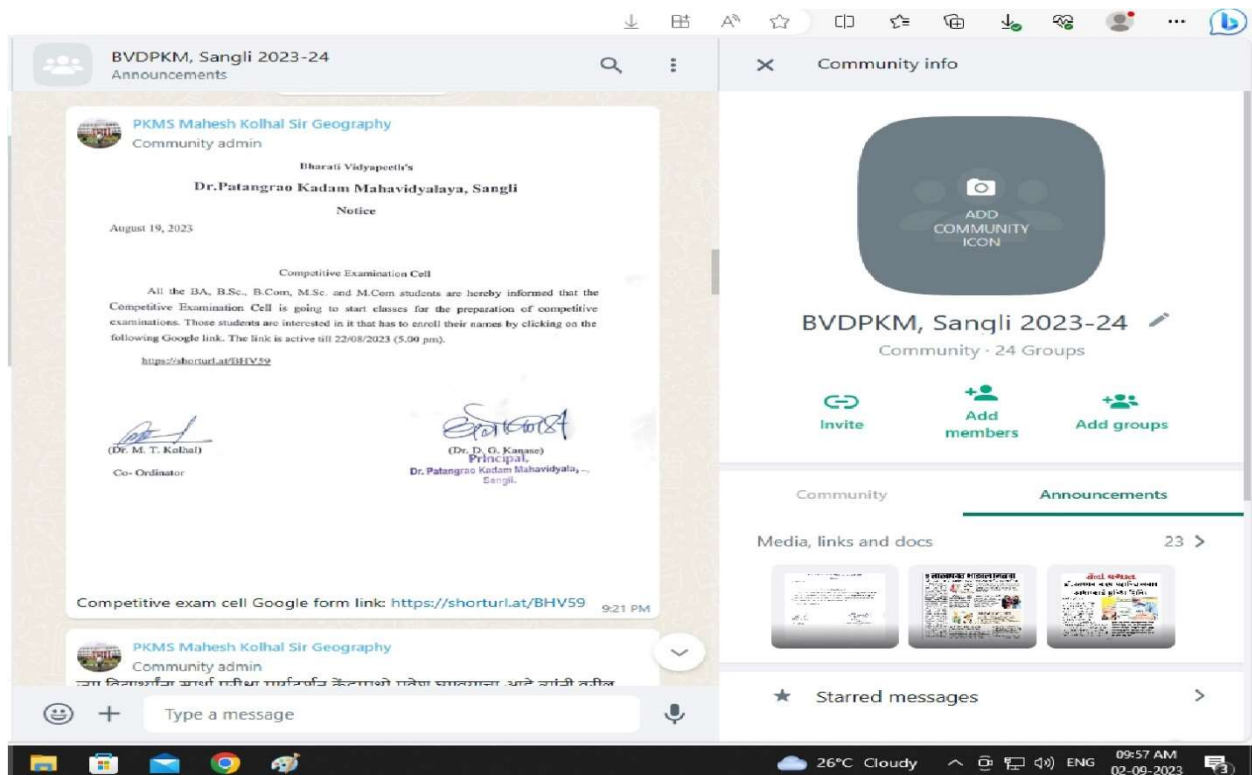 BVDPKM, Sangli 2023-24
Announcements
PKMS Mahesh Kolhal Sir Geography
Community admin
Bharati Vidyapeeth's
Dr.Patangrao Kadam Mahavidyalaya, Sangli
Notice
August 19, 2023
Competitive Examination Cell
All the BA, B.Sc., B.Com, M.Sc. and M.Com students are hereby informed that the
Competitive Examination Cell is going to start classes for the preparation of competitive
examinations. Those students are interested in it that has to enroll their names by clicking on the
following Google link. The link is active till 22/08/2023 (5.00 pm).
https://shorturl.at/BHV59
(Dr. M. T. Kolhal)
Co- Ordinator
(Dr. D. G. Kanase)
Principal,
Dr. Patangrao Kadam Mahavidyala,
Sangli.
Competitive exam cell Google form link: https://shorturl.at/BHV59 9:21 PM
PKMS Mahesh Kolhal Sir Geography
Community admin
Type a message
Community info
ADD
COMMUNITY
ICON
BVDPKM, Sangli 2023-24
Community · 24 Groups
Invite
Add
members
Add groups
Community
Announcements
Media, links and docs 23
Starred messages
26°C Cloudy
ENG
09:57 AM
02-09-2023
3